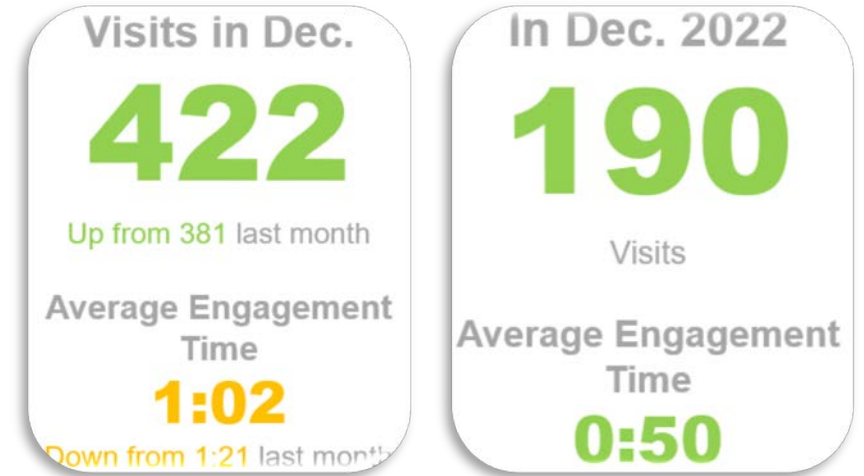 Visits in Dec.
422
Up from 381 last month
Average Engagement
Time
1:02
Down from 1:21 last month
In Dec. 2022
190
Visits
Average Engagement
Time
0:50